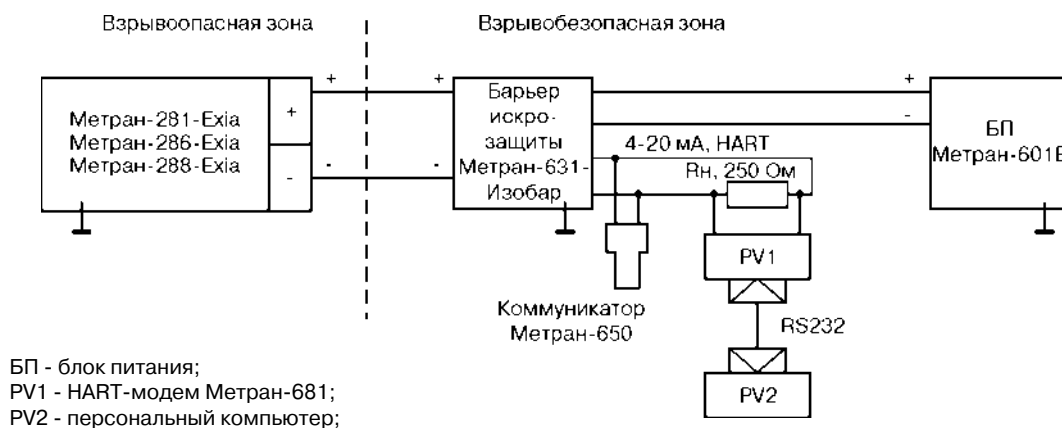 Взрывоопасная зона
Взрывобезопасная зона
Метран-281-Exia
Метран-286-Exia
Метран-288-Exia
+
-
+
-
+
-
Барьер
искро-
защиты
Метран-631-
Изобар
+
-
БП
Метран-601Е
4-20 мА, HART
Rн, 250 Ом
PV1
Коммуникатор
Метран-650
RS232
PV2
БП - блок питания;
PV1 - HART-модем Метран-681;
PV2 - персональный компьютер;